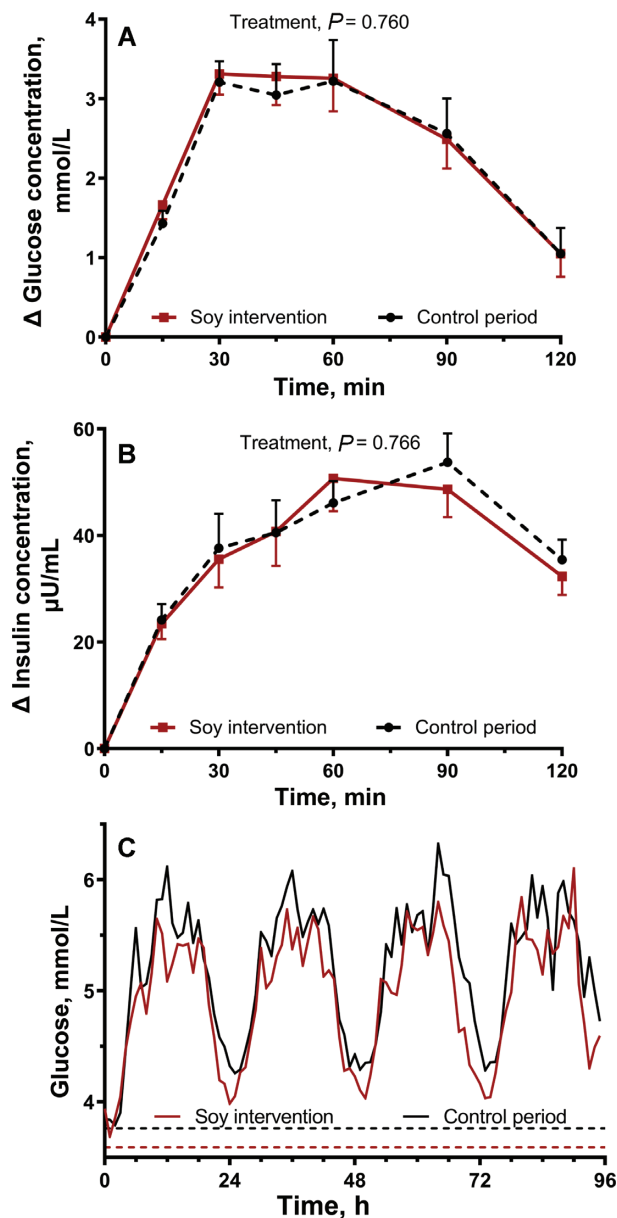 A
Treatment, P = 0.760
Δ Glucose concentration,
mmol/L
4
3
2
1
0
Soy intervention
Control period
0 30 60 90 120
Time, min
B
Treatment, P = 0.766
Δ Insulin concentration,
µU/mL
60
40
20
0
Soy intervention
Control period
0 30 60 90 120
Time, min
C
Glucose, mmol/L
6
5
4
Soy intervention
Control period
0 24 48 72 96
Time, h